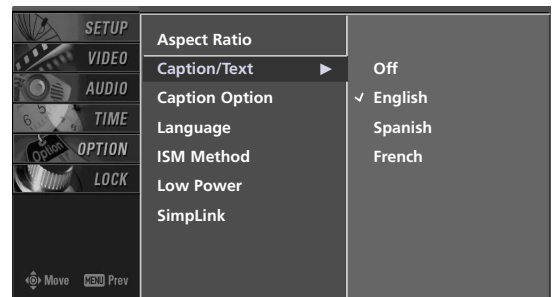 SETUP
VIDEO
AUDIO
TIME
OPTION
LOCK
Move MENU Prev
Aspect Ratio
Caption/Text
Caption Option
Language
ISM Method
Low Power
SimpLink
Off
English
Spanish
French